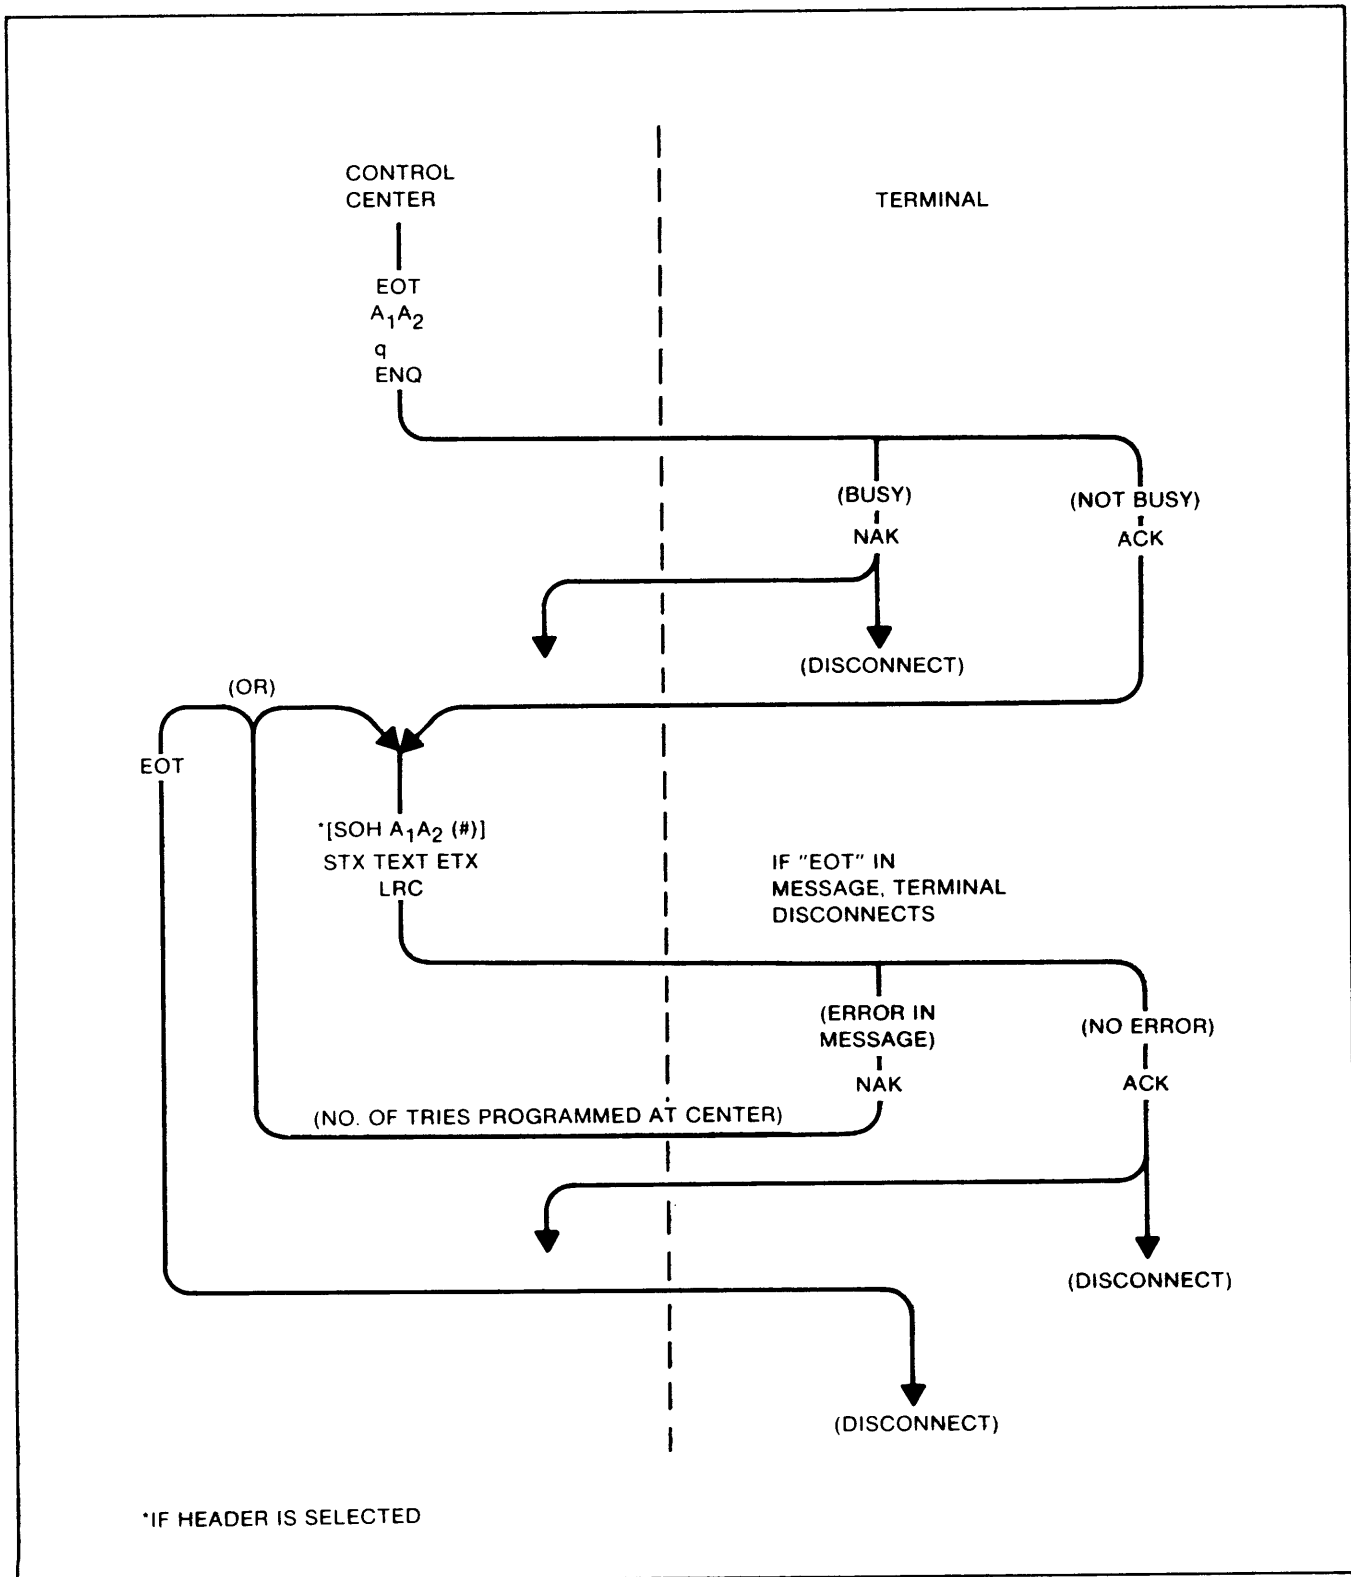 CONTROL
CENTER
TERMINAL
EOT
A₁A₂
q
ENQ
(BUSY)
(NOT BUSY)
NAK
ACK
(DISCONNECT)
(OR)
EOT
*[SOH A₁A₂ (#)]
STX TEXT ETX
LRC
IF "EOT" IN
MESSAGE, TERMINAL
DISCONNECTS
(ERROR IN
MESSAGE)
(NO ERROR)
NAK
ACK
(NO. OF TRIES PROGRAMMED AT CENTER)
(DISCONNECT)
(DISCONNECT)
*IF HEADER IS SELECTED